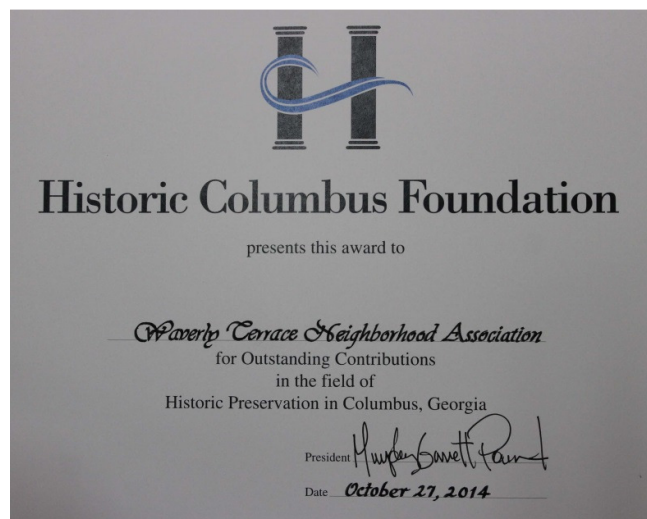 Historic Columbus Foundation
presents this award to
Waverly Terrace Neighborhood Association
for Outstanding Contributions
in the field of
Historic Preservation in Columbus, Georgia
President
Date October 27, 2014